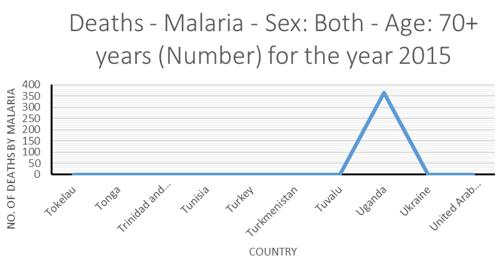 Deaths - Malaria - Sex: Both - Age: 70+
years (Number) for the year 2015
NO. OF DEATHS BY MALARIA
400
350
300
250
200
150
100
50
0
Tokelau
Tonga
Trinidad and...
Tunisia
Turkey
Turkmenistan
Tuvalu
Uganda
Ukraine
United Arab...
COUNTRY